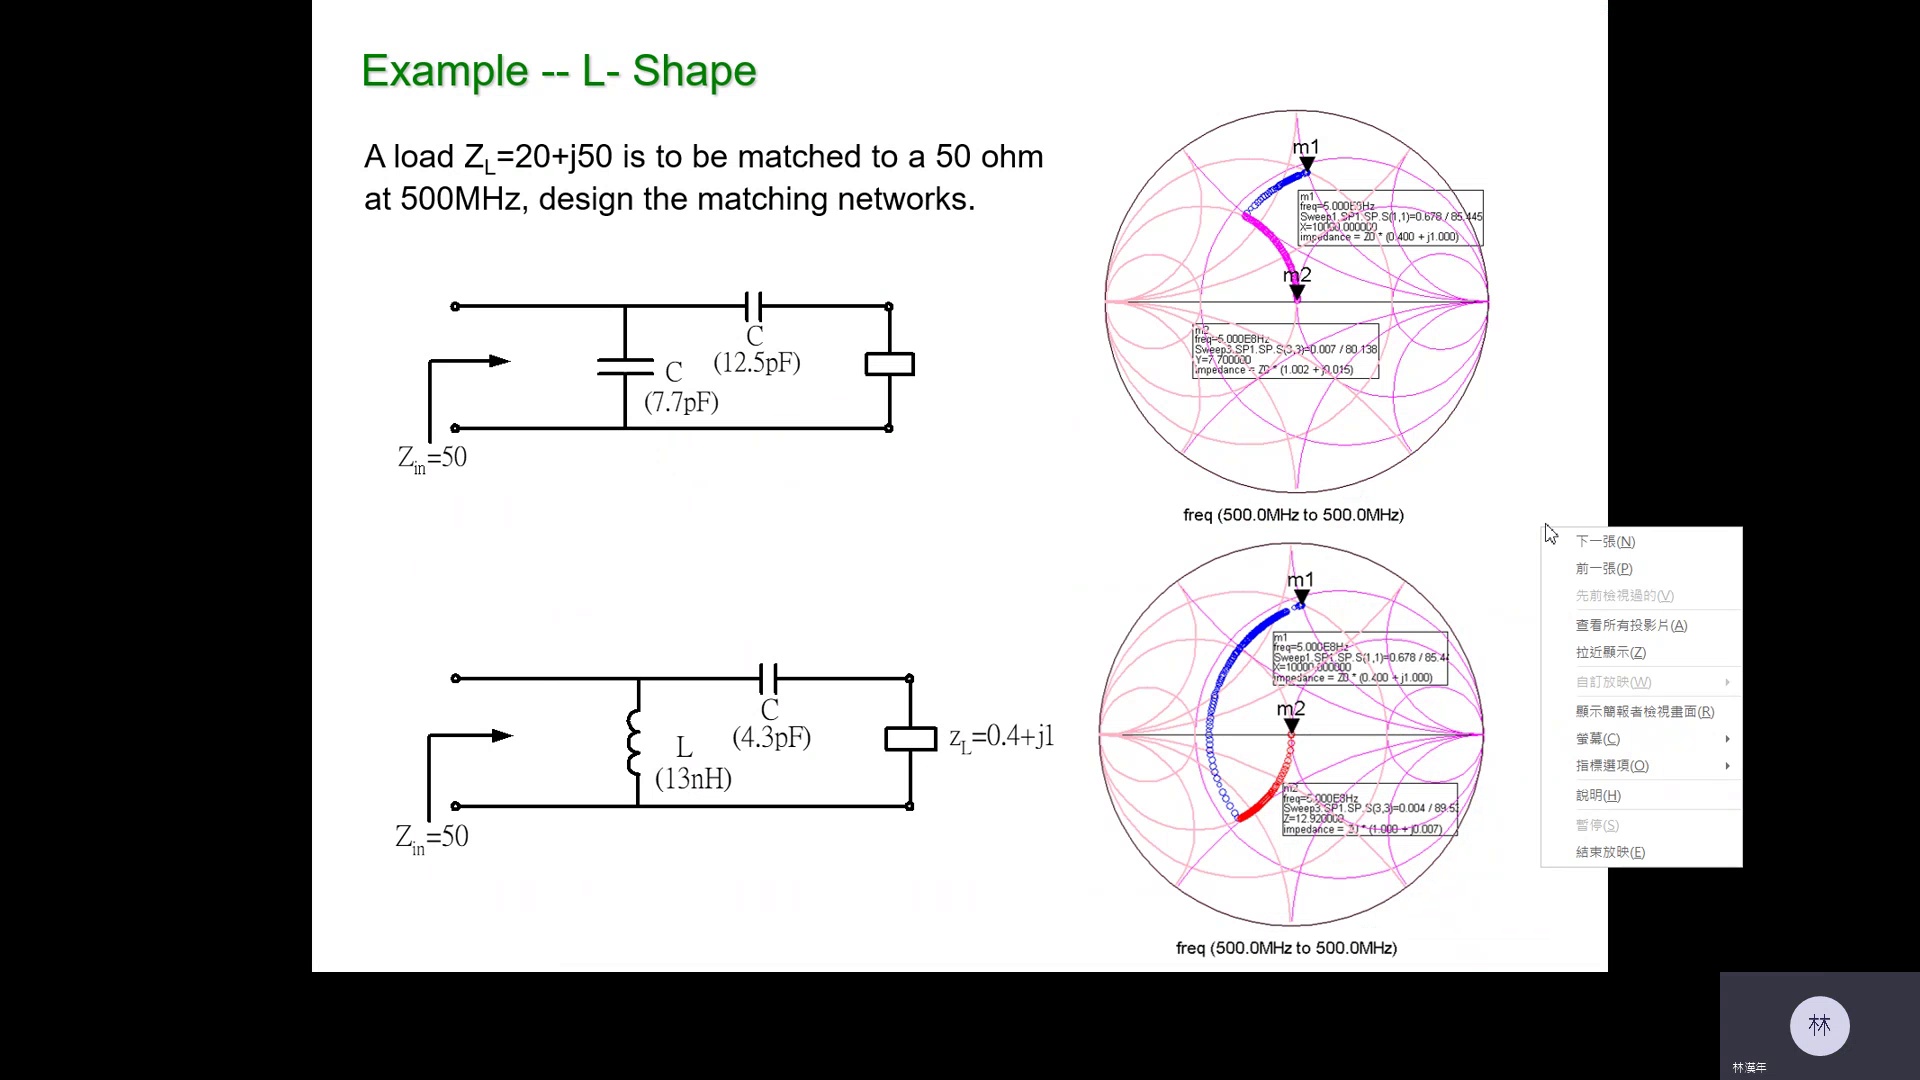 Example -- L- Shape
A load ZL=20+j50 is to be matched to a 50 ohm
at 500MHz, design the matching networks.
C
(12.5pF)
C
(7.7pF)
Zin=50
m1
m1
freq=5.000E8Hz
Sweep1.SP1.SP.S(1,1)=0.678 / 85.445
X=10000.000000
impedance = Z0 * (0.400 + j1.000)
m2
m2
freq=5.000E8Hz
Sweep3.SP1.SP.S(3,3)=0.007 / 80.138
Y=7.700000
impedance = Z0 * (1.002 + j0.015)
freq (500.0MHz to 500.0MHz)
C
(4.3pF)
L
(13nH)
zL=0.4+j1
Zin=50
m1
m1
freq=5.000E8Hz
Sweep1.SP1.SP.S(1,1)=0.678 / 85.4
X=10000.000000
impedance = Z0 * (0.400 + j1.000)
m2
m2
freq=5.000E8Hz
Sweep3.SP1.SP.S(3,3)=0.004 / 89.5
Z=12.920000
impedance = Z0 * (1.000 + j0.007)
freq (500.0MHz to 500.0MHz)
下一張(N)
前一張(P)
先前檢視過的(V)
查看所有投影片(A)
拉近顯示(Z)
自訂放映(W)
顯示簡報者檢視畫面(R)
螢幕(C)
指標選項(O)
說明(H)
暫停(S)
結束放映(E)
林
林漢年